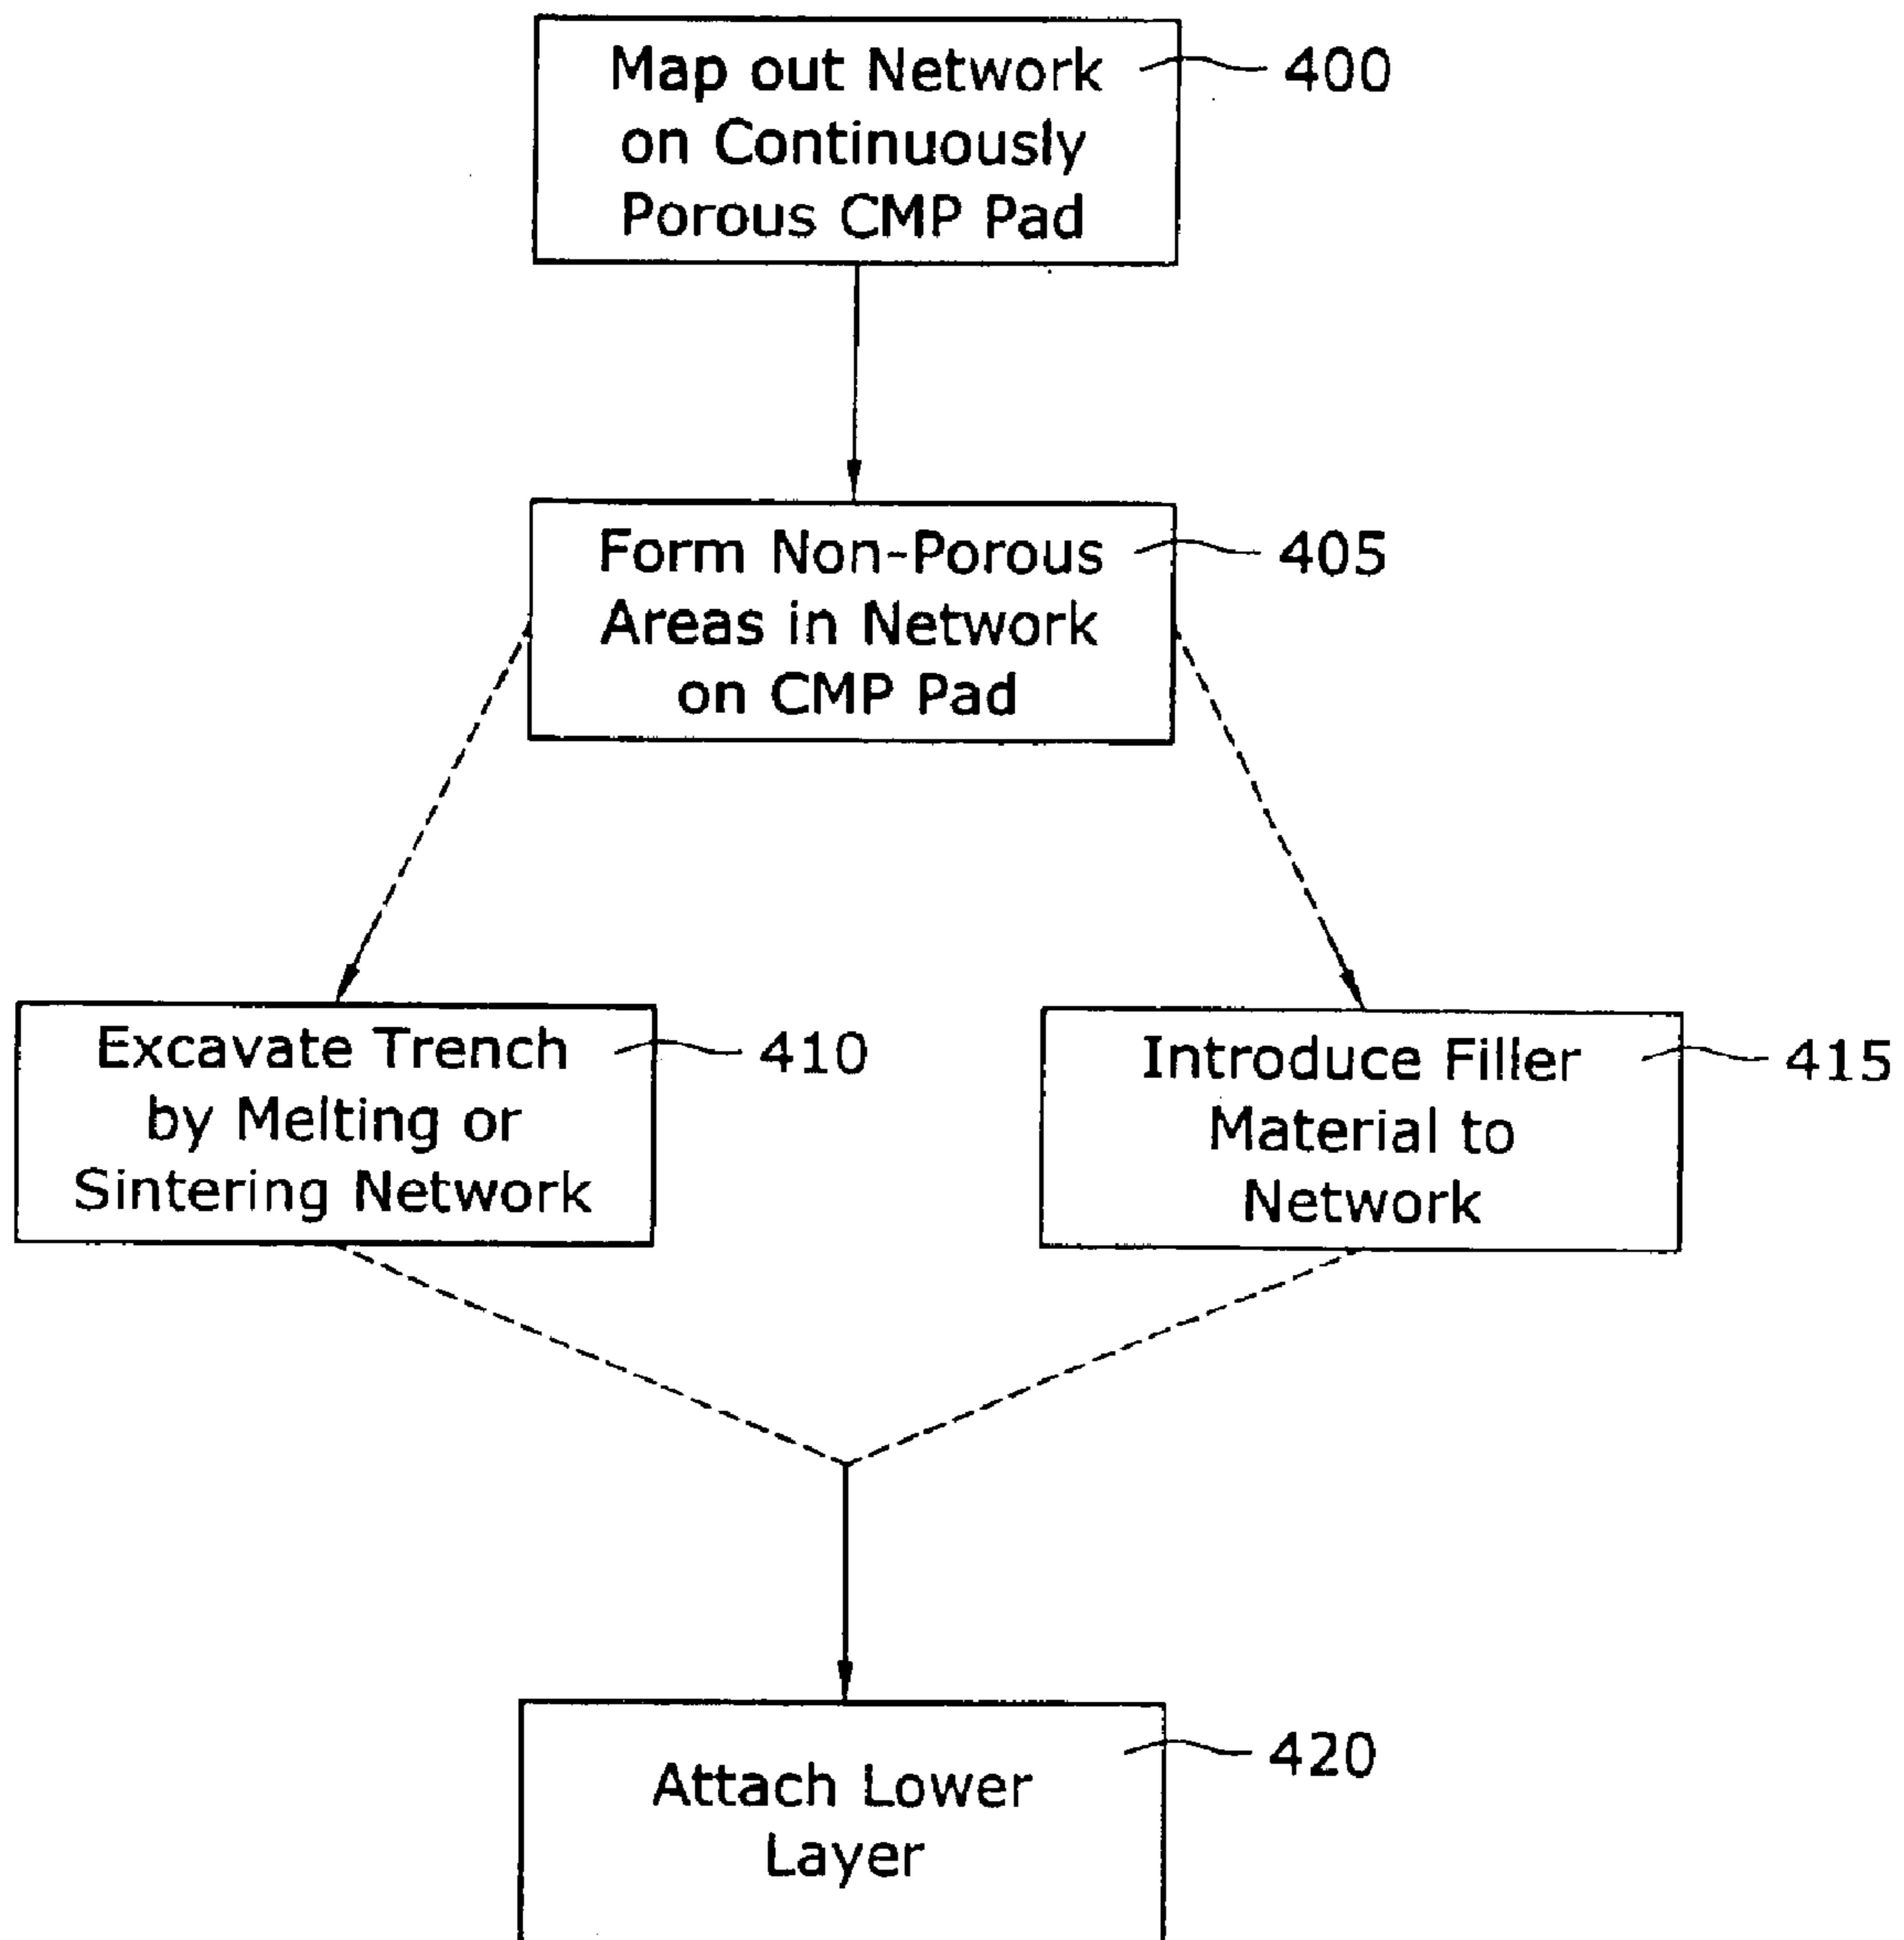 Map out Network
on Continuously
Porous CMP Pad
400
Form Non-Porous
Areas in Network
on CMP Pad
405
Excavate Trench
by Melting or
Sintering Network
410
Introduce Filler
Material to
Network
415
Attach Lower
Layer
420